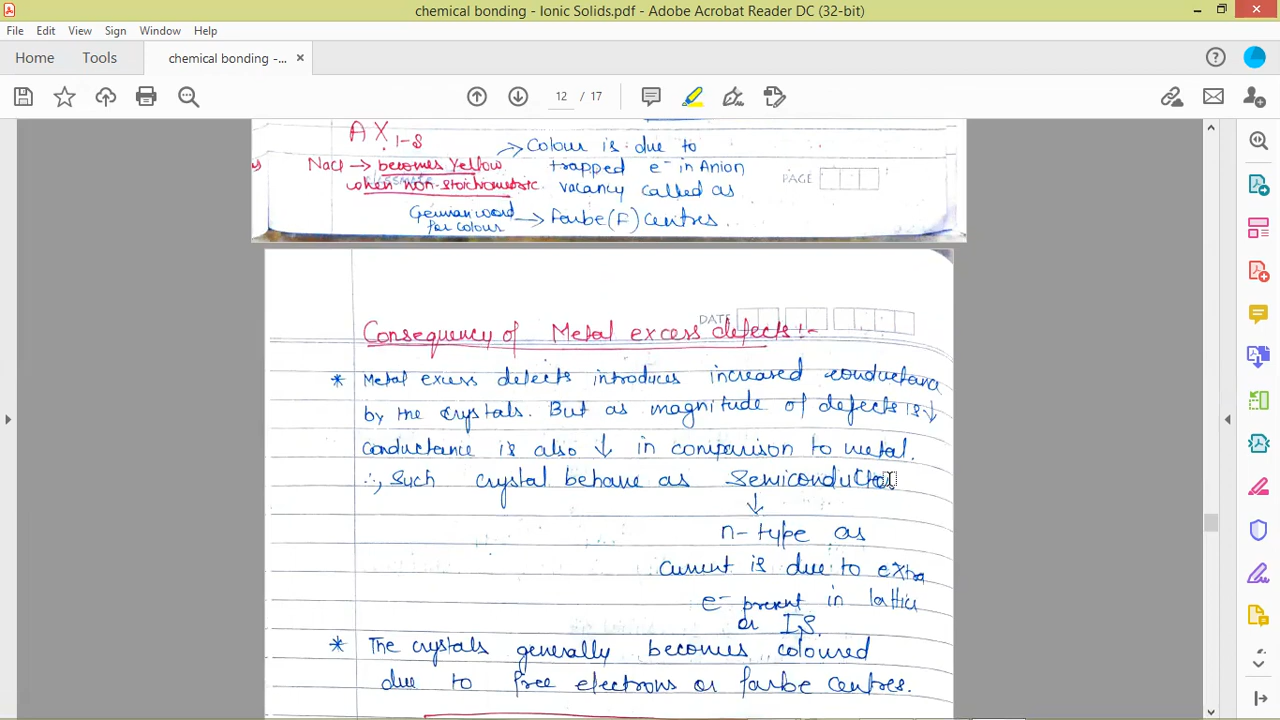 chemical bonding - Ionic Solids.pdf - Adobe Acrobat Reader DC (32-bit)
File Edit View Sign Window Help
Home Tools chemical bonding -... ×
12 / 17
A X 1-δ
→ Colour is due to
NaCl → becomes Yellow trapped e⁻ in Anion
when non-stoichiometric. vacancy called as
PAGE
German word → Farbe (F) centres.
for colour
DATE
Consequency of Metal excess defects :-
* Metal excess defects introduces increased conductance
by the crystals. But as magnitude of defects is ↓
conductance is also ↓ in comparison to metal.
∴, Such crystal behave as Semiconductor
↓
n-type as
current is due to extra
e⁻ present in lattice
or I.S.
* The crystals generally becomes coloured
due to free electrons or farbe centres.